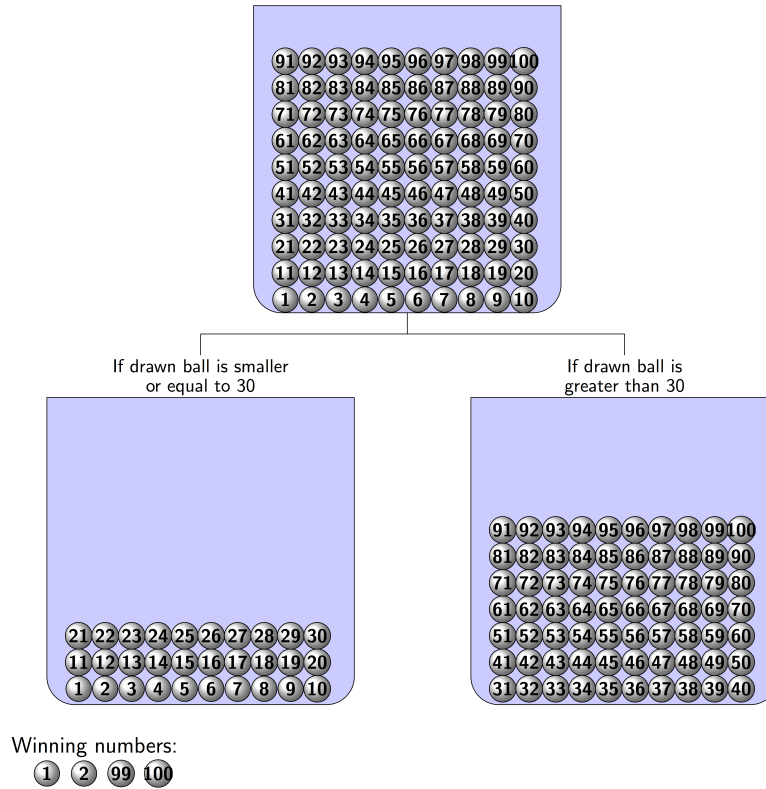 91 92 93 94 95 96 97 98 99 100
81 82 83 84 85 86 87 88 89 90
71 72 73 74 75 76 77 78 79 80
61 62 63 64 65 66 67 68 69 70
51 52 53 54 55 56 57 58 59 60
41 42 43 44 45 46 47 48 49 50
31 32 33 34 35 36 37 38 39 40
21 22 23 24 25 26 27 28 29 30
11 12 13 14 15 16 17 18 19 20
1 2 3 4 5 6 7 8 9 10
If drawn ball is smaller
or equal to 30
21 22 23 24 25 26 27 28 29 30
11 12 13 14 15 16 17 18 19 20
1 2 3 4 5 6 7 8 9 10
If drawn ball is
greater than 30
91 92 93 94 95 96 97 98 99 100
81 82 83 84 85 86 87 88 89 90
71 72 73 74 75 76 77 78 79 80
61 62 63 64 65 66 67 68 69 70
51 52 53 54 55 56 57 58 59 60
41 42 43 44 45 46 47 48 49 50
31 32 33 34 35 36 37 38 39 40
Winning numbers:
1 2 99 100